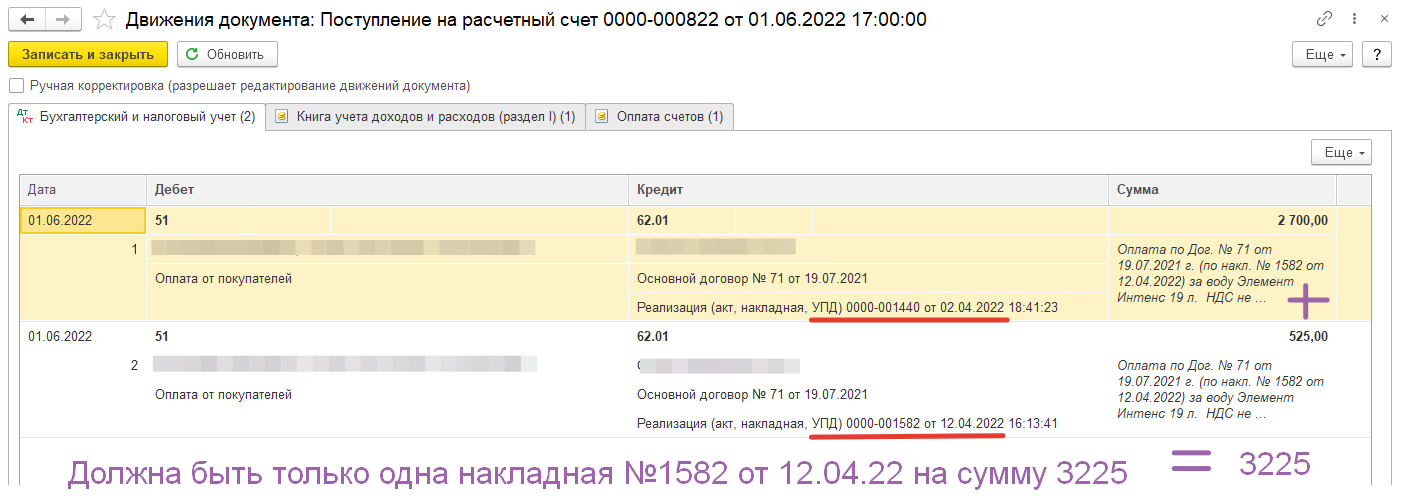 Движения документа: Поступление на расчетный счет 0000-000822 от 01.06.2022 17:00:00
Записать и закрыть
Обновить
Еще
?
Ручная корректировка (разрешает редактирование движений документа)
Дт Кт Бухгалтерский и налоговый учет (2)
Книга учета доходов и расходов (раздел I) (1)
Оплата счетов (1)
Еще
Дата Дебет Кредит Сумма
01.06.2022 51 62.01 2 700,00
1
Оплата от покупателей
Основной договор № 71 от 19.07.2021
Реализация (акт, накладная, УПД) 0000-001440 от 02.04.2022 18:41:23
Оплата по Дог. № 71 от
19.07.2021 г. (по накл. № 1582 от
12.04.2022) за воду Элемент
Интенс 19 л. НДС не ...
+
01.06.2022 51 62.01 525,00
2
Оплата от покупателей
Основной договор № 71 от 19.07.2021
Реализация (акт, накладная, УПД) 0000-001582 от 12.04.2022 16:13:41
Оплата по Дог. № 71 от
19.07.2021 г. (по накл. № 1582 от
12.04.2022) за воду Элемент
Интенс 19 л. НДС не ...
Должна быть только одна накладная №1582 от 12.04.22 на сумму 3225 = 3225